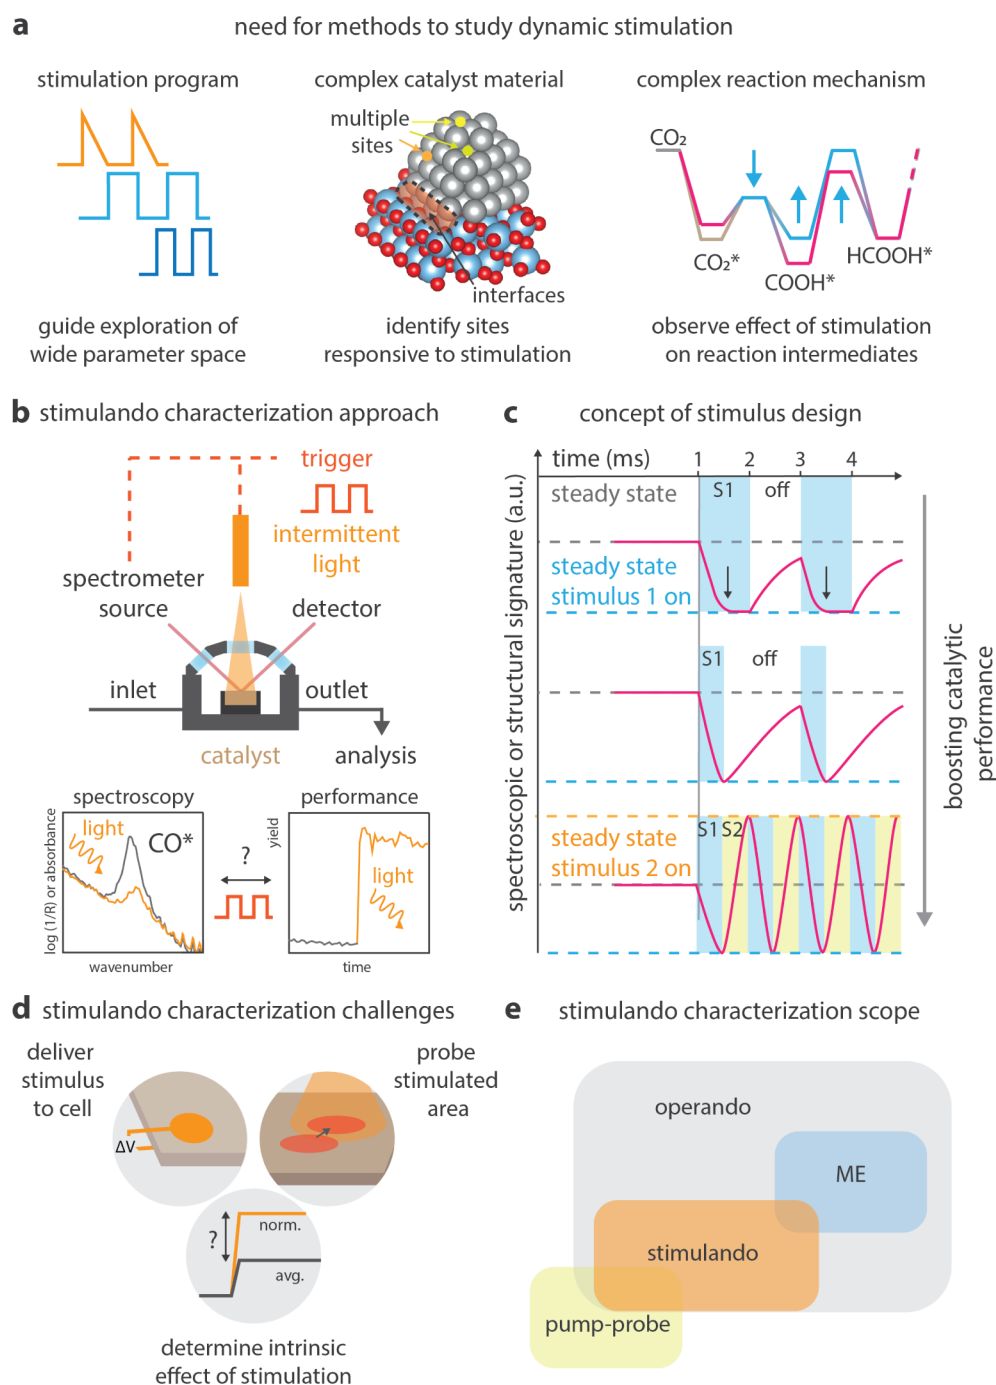 a
need for methods to study dynamic stimulation
stimulation program
guide exploration of
wide parameter space
complex catalyst material
multiple
sites
interfaces
identify sites
responsive to stimulation
complex reaction mechanism
CO₂
CO₂*
COOH*
HCOOH*
observe effect of stimulation
on reaction intermediates
b
stimulando characterization approach
trigger
intermittent
light
spectrometer
source
detector
inlet
outlet
catalyst
analysis
spectroscopy
light
CO*
log (1/R) or absorbance
wavenumber
?
performance
yield
light
time
c
concept of stimulus design
time (ms)
1
2
3
4
spectroscopic or structural signature (a.u.)
steady state
S1
off
steady state
stimulus 1 on
S1
off
steady state
stimulus 2 on
S1 S2
boosting catalytic
performance
d
stimulando characterization challenges
deliver
stimulus
to cell
ΔV
probe
stimulated
area
?
norm.
avg.
determine intrinsic
effect of stimulation
e
stimulando characterization scope
operando
ME
stimulando
pump-probe